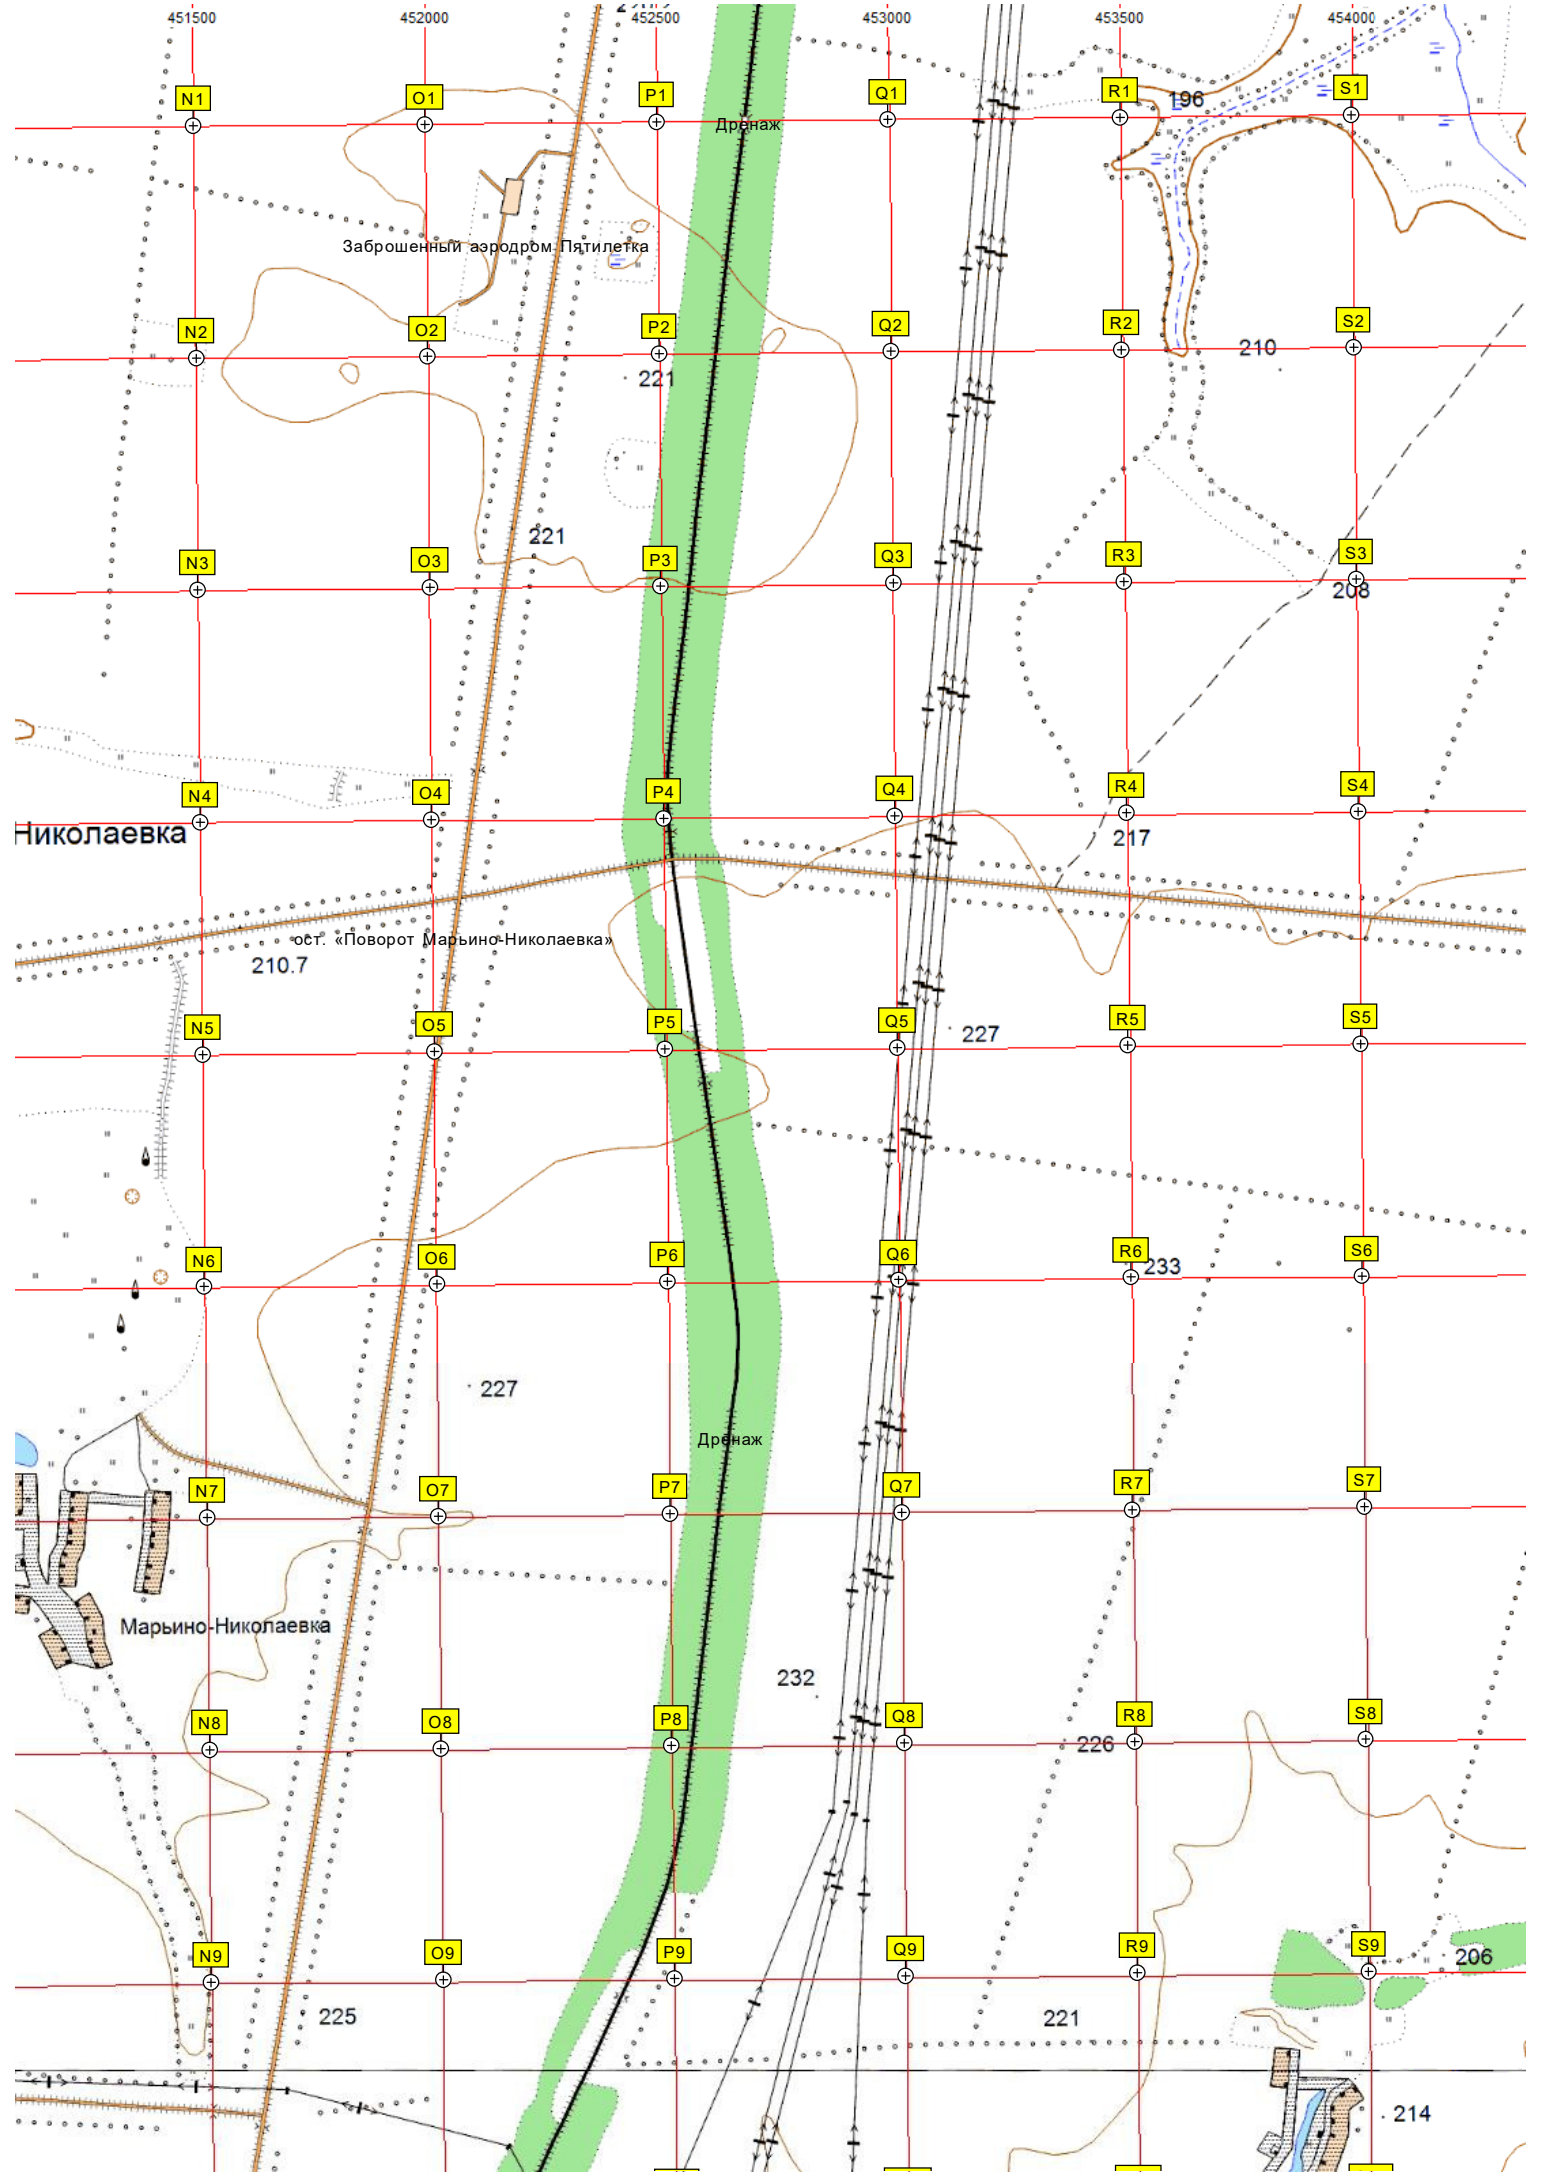 451500 452000 452500 453000 453500 454000
N1 O1 P1 Q1 R1 196 S1
Дренаж
Заброшенный аэродром Пятилетка
N2 O2 P2 Q2 R2 210 S2
221
221
N3 O3 P3 Q3 R3 S3
208
N4 O4 P4 Q4 R4 S4
Николаевка
217
ост. «Поворот Марьино-Николаевка»
210.7
N5 O5 P5 Q5 227 R5 S5
N6 O6 P6 Q6 R6 233 S6
227
Дренаж
N7 O7 P7 Q7 R7 S7
Марьино-Николаевка
232
N8 O8 P8 Q8 R8 S8
226
N9 O9 P9 Q9 R9 S9 206
225
221
214